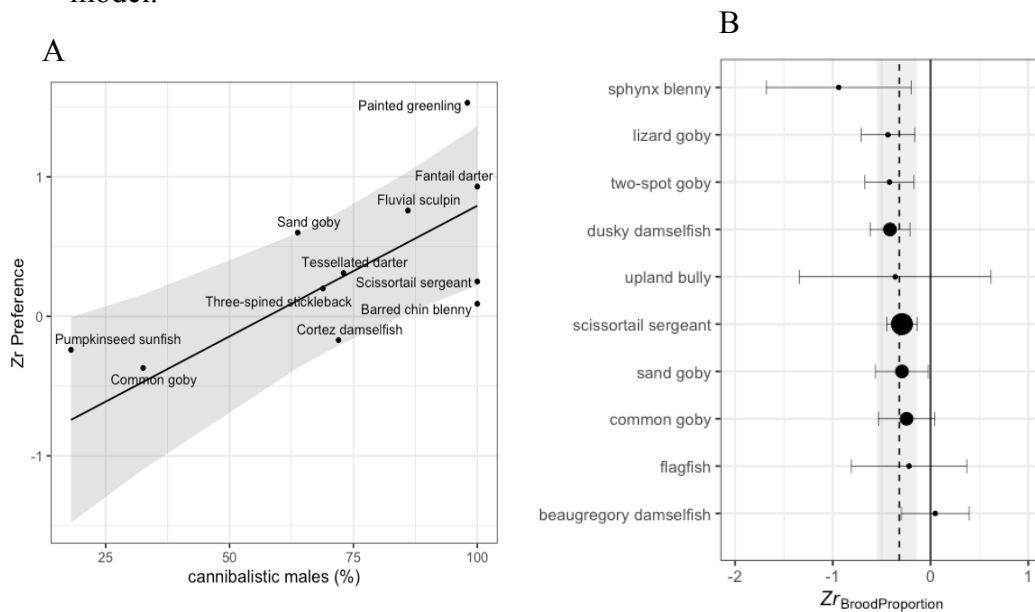 model.
A
Painted greenling
Fantail darter
Fluvial sculpin
Sand goby
Tessellated darter
Scissortail sergeant
Three-spined stickleback
Barred chin blenny
Cortez damselfish
Pumpkinseed sunfish
Common goby
1
0
-1
Zr Preference
25
50
75
100
cannibalistic males (%)
B
sphynx blenny
lizard goby
two-spot goby
dusky damselfish
upland bully
scissortail sergeant
sand goby
common goby
flagfish
beaugregory damselfish
-2
-1
0
1
Zr BroodProportion